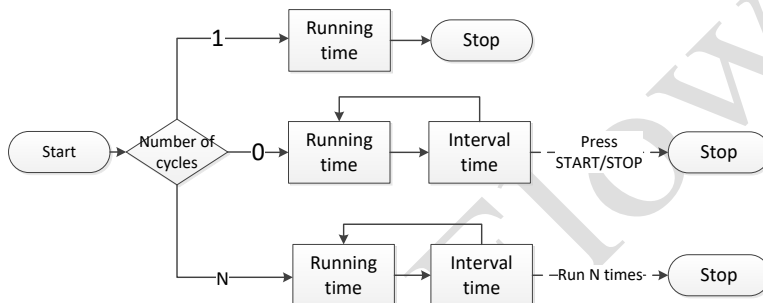 1
Running
time
Stop
Start
Number of
cycles
0
Running
time
Interval
time
Press
START/STOP
Stop
N
Running
time
Interval
time
Run N times
Stop
Flow